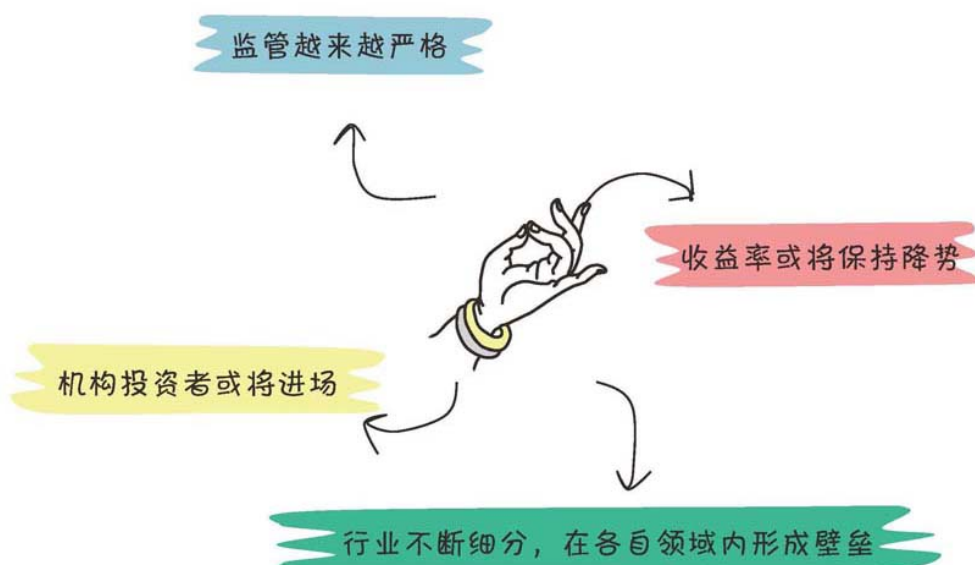 监管越来越严格
收益率或将保持降势
机构投资者或将进场
行业不断细分，在各自领域内形成壁垒